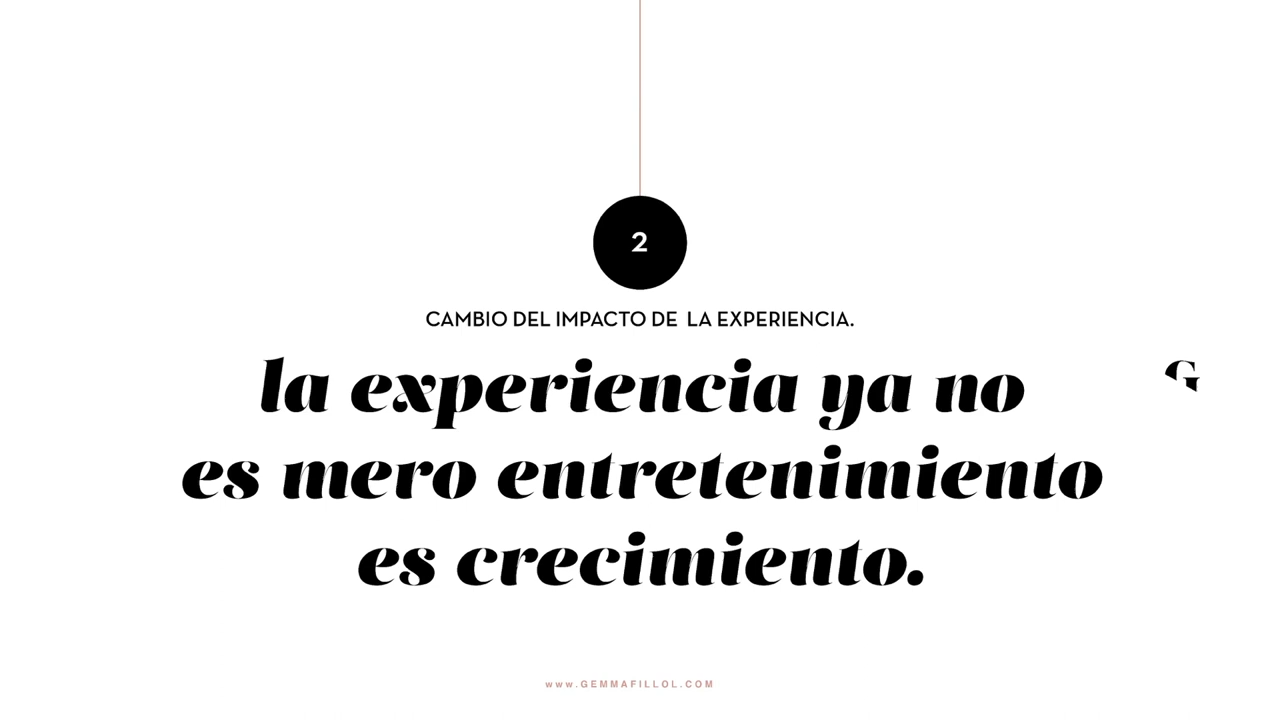 2
CAMBIO DEL IMPACTO DE LA EXPERIENCIA.
la experiencia ya no
G
es mero entretenimiento
es crecimiento.
www.GEMMAFILLOL.COM